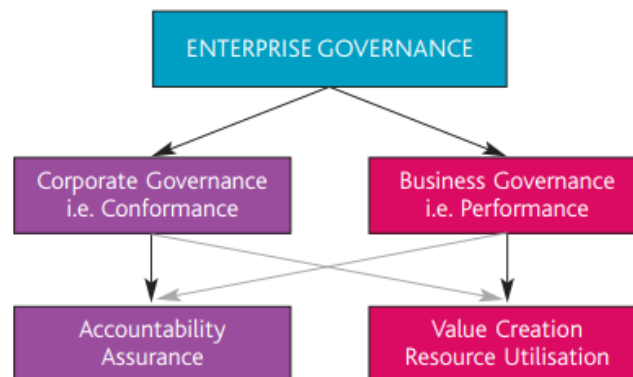 ENTERPRISE GOVERNANCE
Corporate Governance
i.e. Conformance
Business Governance
i.e. Performance
Accountability
Assurance
Value Creation
Resource Utilisation